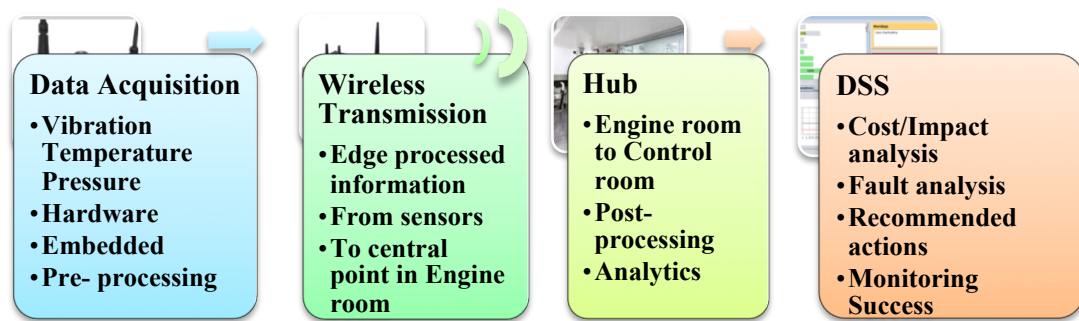 Data Acquisition
•Vibration
Temperature
Pressure
•Hardware
•Embedded
•Pre- processing
Wireless
Transmission
•Edge processed
information
•From sensors
•To central
point in Engine
room
Hub
•Engine room
to Control
room
•Post-
processing
•Analytics
DSS
•Cost/Impact
analysis
•Fault analysis
•Recommended
actions
•Monitoring
Success